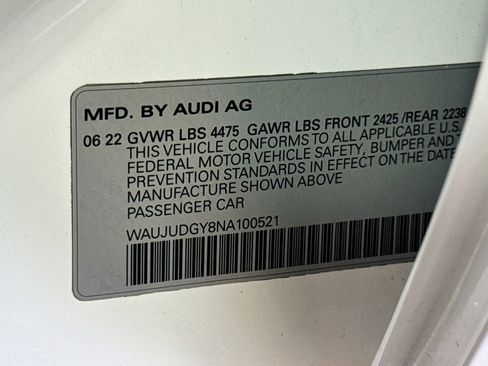 MFD. BY AUDI AG
06 22 GVWR LBS 4475 GAWR LBS FRONT 2425 /REAR 2238
THIS VEHICLE CONFORMS TO ALL APPLICABLE U.S.
FEDERAL MOTOR VEHICLE SAFETY, BUMPER AND
PREVENTION STANDARDS IN EFFECT ON THE DATE
MANUFACTURE SHOWN ABOVE
PASSENGER CAR
WAUJUDGY8NA100521